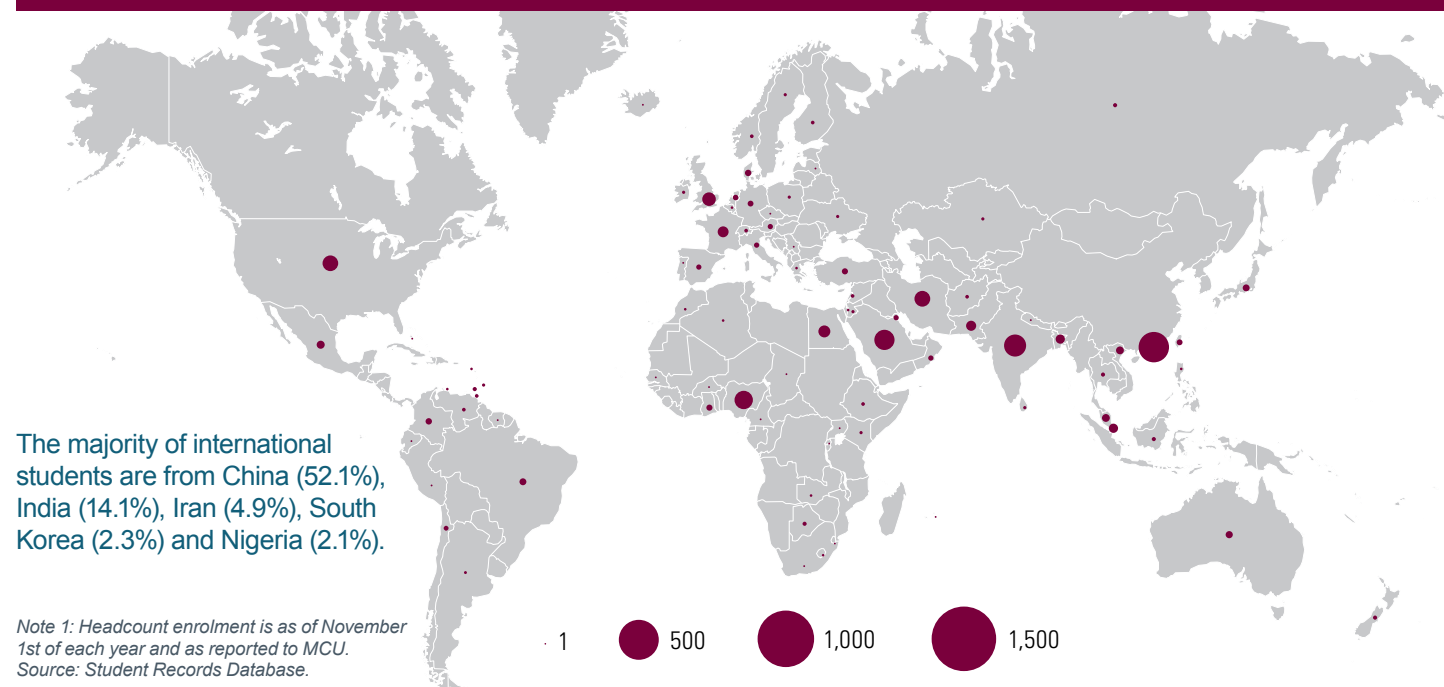 The majority of international
students are from China (52.1%),
India (14.1%), Iran (4.9%), South
Korea (2.3%) and Nigeria (2.1%).
Note 1: Headcount enrolment is as of November
1st of each year and as reported to MCU.
Source: Student Records Database.
1
500
1,000
1,500